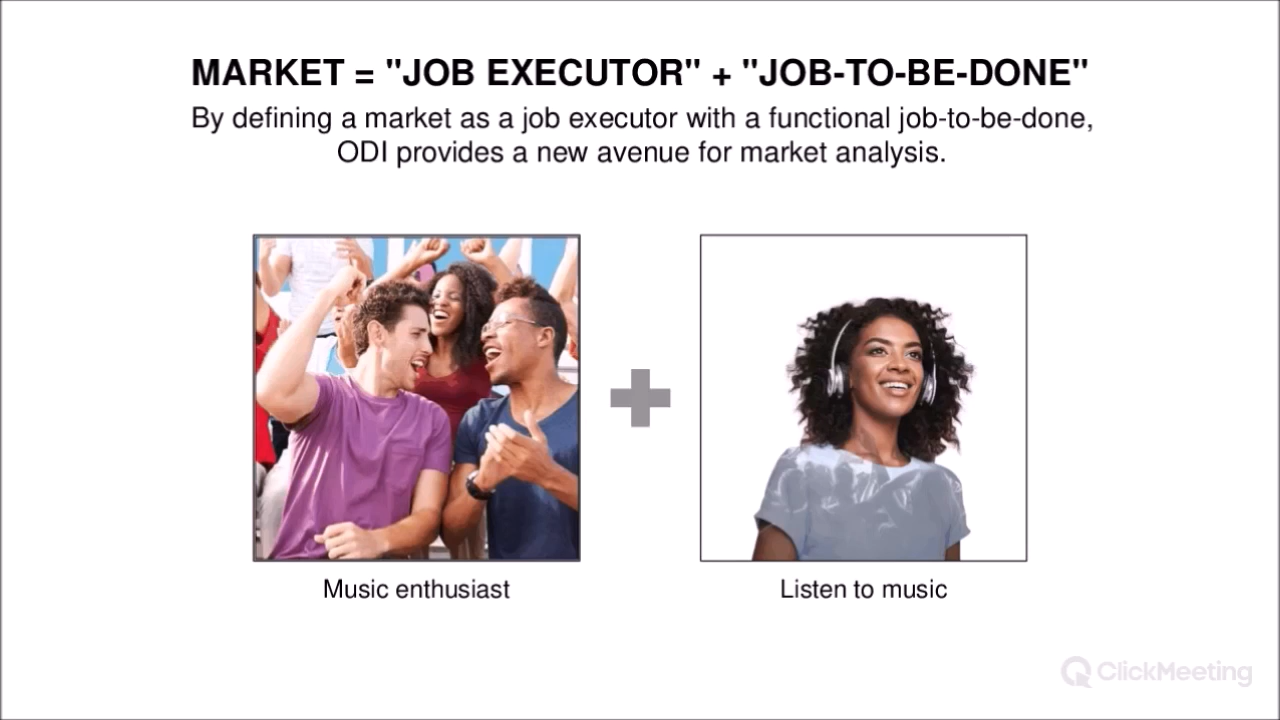 MARKET = "JOB EXECUTOR" + "JOB-TO-BE-DONE"
By defining a market as a job executor with a functional job-to-be-done,
ODI provides a new avenue for market analysis.
Music enthusiast
Listen to music
ClickMeeting